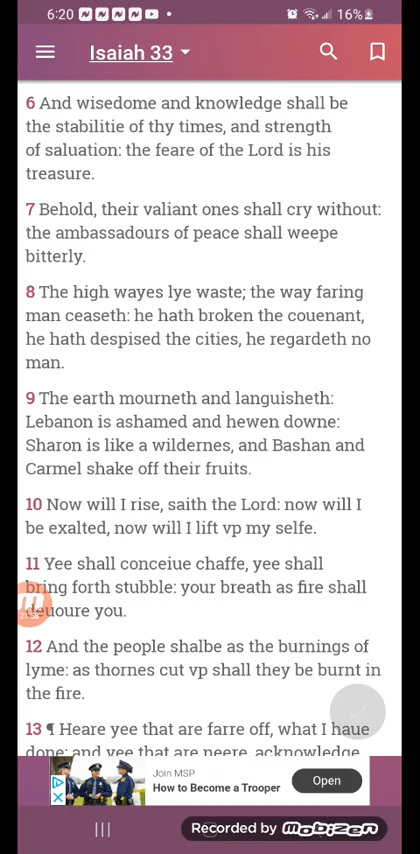 6:20 16%
Isaiah 33
6 And wisedome and knowledge shall be
the stabilitie of thy times, and strength
of saluation: the feare of the Lord is his
treasure.
7 Behold, their valiant ones shall cry without:
the ambassadours of peace shall weepe
bitterly.
8 The high wayes lye waste; the way faring
man ceaseth: he hath broken the couenant,
he hath despised the cities, he regardeth no
man.
9 The earth mourneth and languisheth:
Lebanon is ashamed and hewen downe:
Sharon is like a wildernes, and Bashan and
Carmel shake off their fruits.
10 Now will I rise, saith the Lord: now will I
be exalted, now will I lift vp my selfe.
11 Yee shall conceiue chaffe, yee shall
bring forth stubble: your breath as fire shall
deuoure you.
12 And the people shalbe as the burnings of
lyme: as thornes cut vp shall they be burnt in
the fire.
13 ¶ Heare yee that are farre off, what I haue
done; and yee that are neere, acknowledge
Join MSP
How to Become a Trooper
Open
Recorded by mobizen